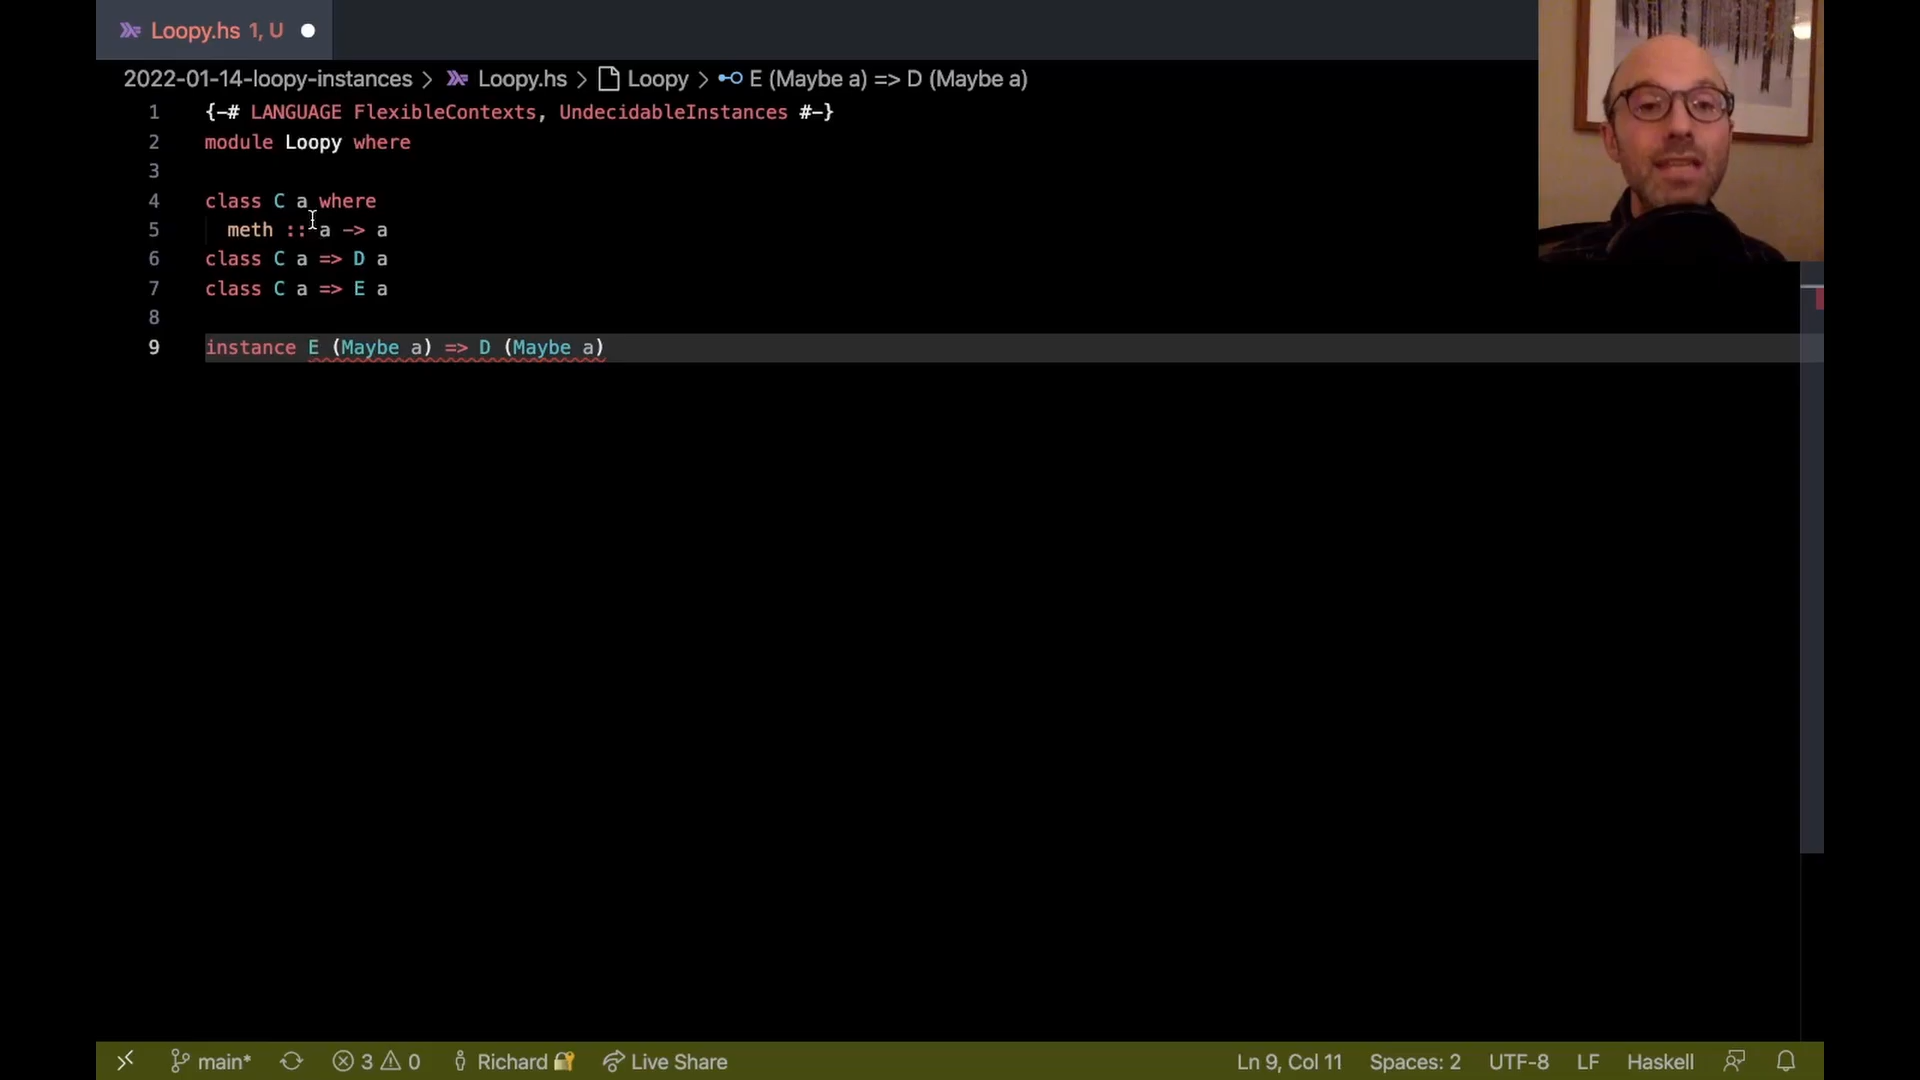 Loopy.hs 1, U
2022-01-14-loopy-instances > Loopy.hs > Loopy > E (Maybe a) => D (Maybe a)
1 {-# LANGUAGE FlexibleContexts, UndecidableInstances #-}
2 module Loopy where
3
4 class C a where
5 meth :: a -> a
6 class C a => D a
7 class C a => E a
8
9 instance E (Maybe a) => D (Maybe a)
main* 3 0 Richard Live Share Ln 9, Col 11 Spaces: 2 UTF-8 LF Haskell